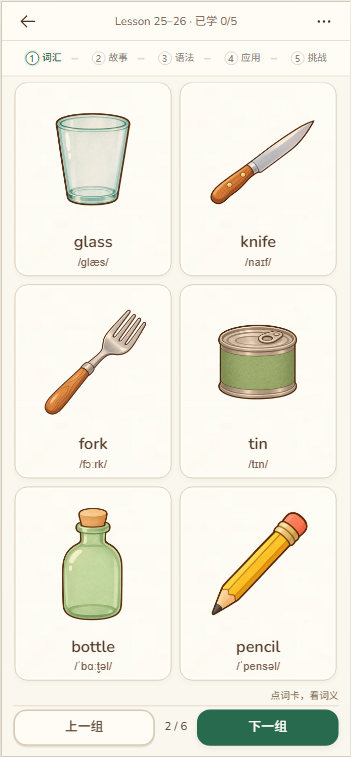 Lesson 25-26 · 已学 0/5
1 词汇 2 故事 3 语法 4 应用 5 挑战
glass knife
/ɡlæs/ /naɪf/
fork tin
/fɔːrk/ /tɪn/
bottle pencil
/ˈbɑːt̬əl/ /ˈpensəl/
点词卡，看词义
上一组 2 / 6 下一组